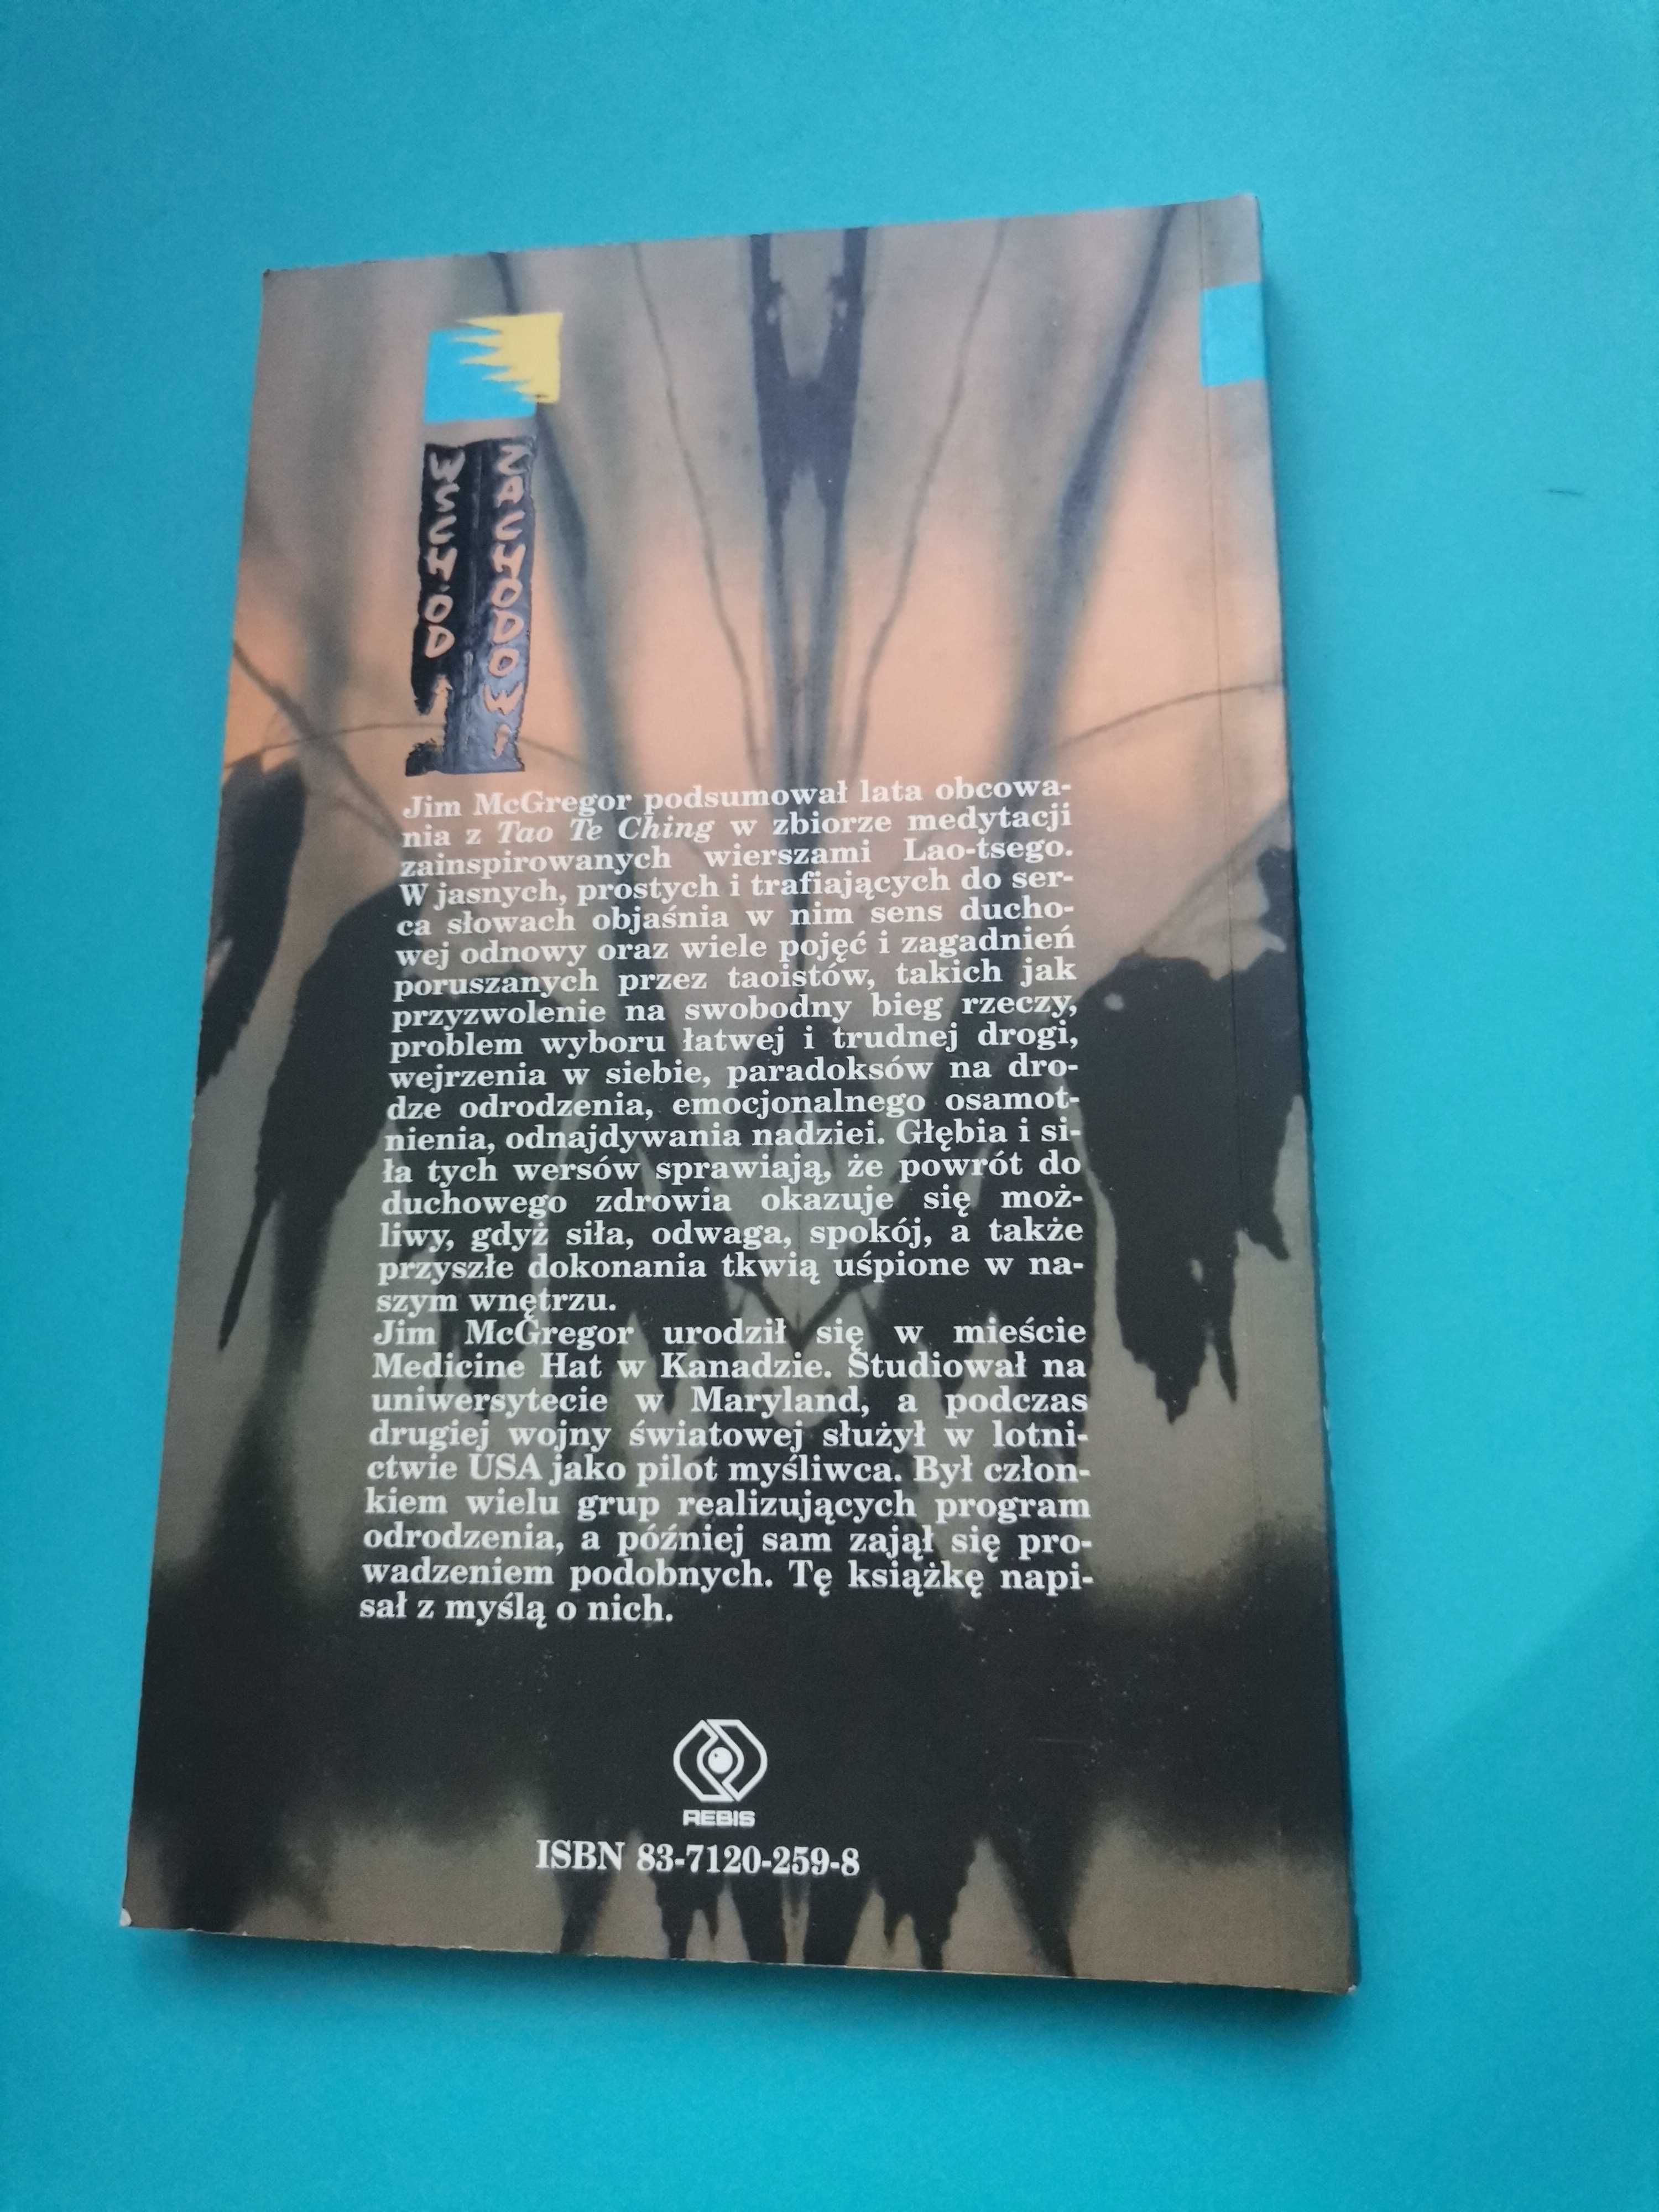 WSCHÓD
ZACHODOWI
Jim McGregor podsumował lata obcowa-
nia z Tao Te Ching w zbiorze medytacji
zainspirowanych wierszami Lao-tsego.
W jasnych, prostych i trafiających do ser-
ca słowach objaśnia w nim sens ducho-
wej odnowy oraz wiele pojęć i zagadnień
poruszanych przez taoistów, takich jak
przyzwolenie na swobodny bieg rzeczy,
problem wyboru łatwej i trudnej drogi,
wejrzenia w siebie, paradoksów na dro-
dze odrodzenia, emocjonalnego osamot-
nienia, odnajdywania nadziei. Głębia i si-
ła tych wersów sprawiają, że powrót do
duchowego zdrowia okazuje się moż-
liwy, gdyż siła, odwaga, spokój, a także
przyszłe dokonania tkwią uśpione w na-
szym wnętrzu.
Jim McGregor urodził się w mieście
Medicine Hat w Kanadzie. Studiował na
uniwersytecie w Maryland, a podczas
drugiej wojny światowej służył w lotni-
ctwie USA jako pilot myśliwca. Był człon-
kiem wielu grup realizujących program
odrodzenia, a później sam zajął się pro-
wadzeniem podobnych. Tę książkę napi-
sał z myślą o nich.
REBIS
ISBN 83-7120-259-8